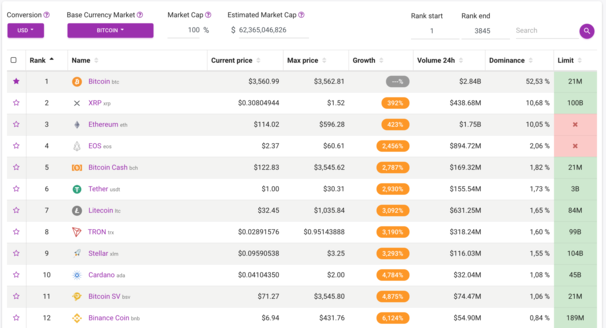 Conversion ? Base Currency Market ? Market Cap ? Estimated Market Cap ? Rank start Rank end
USD BITCOIN 100 % $ 62,365,046,826 1 3845 Search
Rank Name Current price Max price Growth Volume 24h Dominance Limit
1 Bitcoin btc $3,560.99 $3,562.81 ---% $2.84B 52,53 % 21M
2 XRP xrp $0.30804944 $1.52 392% $438.68M 10,68 % 100B
3 Ethereum eth $114.02 $596.28 423% $1.75B 10,05 %
4 EOS eos $2.37 $60.61 2,456% $894.72M 2,06 %
5 Bitcoin Cash bch $122.83 $3,545.62 2,787% $169.32M 1,82 % 21M
6 Tether usdt $1.00 $30.31 2,930% $155.54M 1,73 % 3B
7 Litecoin ltc $32.45 $1,035.84 3,092% $631.25M 1,65 % 84M
8 TRON trx $0.02891576 $0.95143888 3,190% $318.24M 1,60 % 99B
9 Stellar xlm $0.09590538 $3.25 3,293% $116.03M 1,55 % 104B
10 Cardano ada $0.04104350 $2.00 4,784% $32.04M 1,08 % 45B
11 Bitcoin SV bsv $71.27 $3,545.80 4,875% $74.47M 1,06 % 21M
12 Binance Coin bnb $6.94 $431.76 6,124% $54.90M 0,84 % 189M